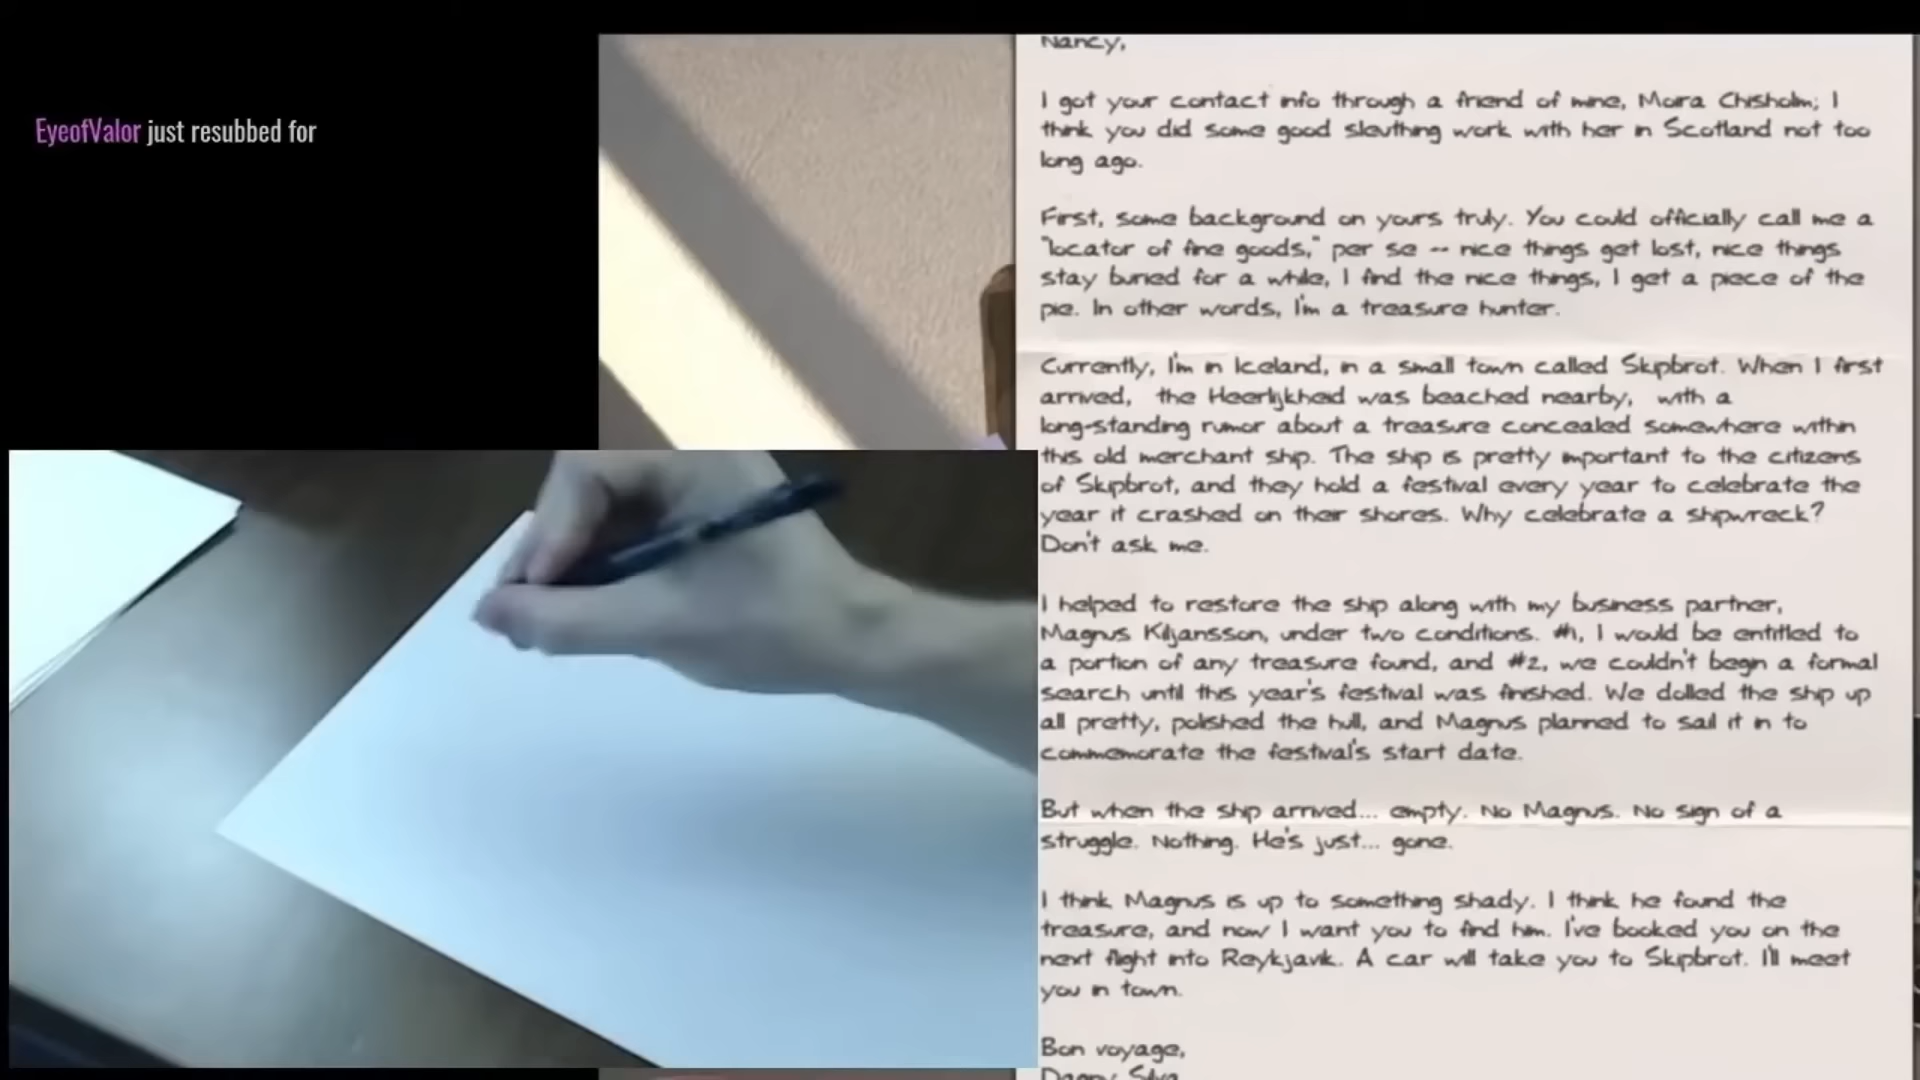 EyeofValor just resubbed for
Nancy,
I got your contact info through a friend of mine, Moira Chisholm; I
think you did some good sleuthing work with her in Scotland not too
long ago.
First, some background on yours truly. You could officially call me a
"locator of fine goods," per se -- nice things get lost, nice things
stay buried for a while, I find the nice things, I get a piece of the
pie. In other words, I'm a treasure hunter.
Currently, I'm in Iceland, in a small town called Skipbrot. When I first
arrived, the Heerlijkheid was beached nearby, with a
long-standing rumor about a treasure concealed somewhere within
this old merchant ship. The ship is pretty important to the citizens
of Skipbrot, and they hold a festival every year to celebrate the
year it crashed on their shores. Why celebrate a shipwreck?
Don't ask me.
I helped to restore the ship along with my business partner,
Magnus Kiljansson, under two conditions. #1, I would be entitled to
a portion of any treasure found, and #2, we couldn't begin a formal
search until this year's festival was finished. We dolled the ship up
all pretty, polished the hull, and Magnus planned to sail it in to
commemorate the festival's start date.
But when the ship arrived... empty. No Magnus. No sign of a
struggle. Nothing. He's just... gone.
I think Magnus is up to something shady. I think he found the
treasure, and now I want you to find him. I've booked you on the
next flight into Reykjavik. A car will take you to Skipbrot. I'll meet
you in town.
Bon voyage,
Dagny Silva